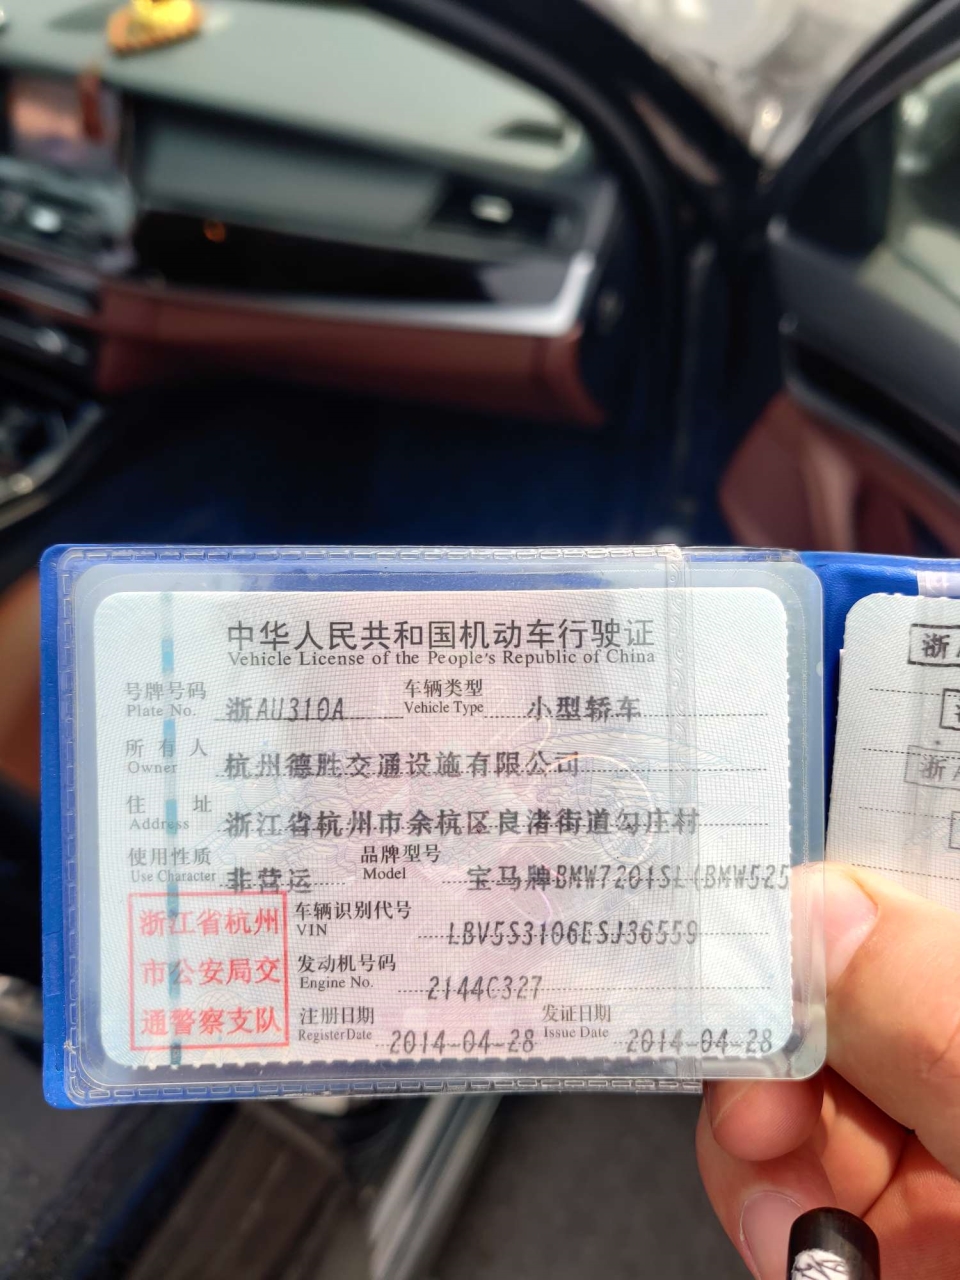 中华人民共和国机动车行驶证
Vehicle License of the People's Republic of China
号牌号码 浙AU310A 车辆类型 小型轿车
Plate No. Vehicle Type
所有人 杭州德胜交通设施有限公司
Owner
住址 浙江省杭州市余杭区良渚街道勾庄村
Address
使用性质 非营运 品牌型号 宝马牌BMW7201SL(BMW525
Use Character Model
浙江省杭州
市公安局交
通警察支队
车辆识别代号 LBV5S3106ESJ36559
VIN
发动机号码 2144C327
Engine No.
注册日期 2014-04-28 发证日期 2014-04-28
Register Date Issue Date
浙
浙A